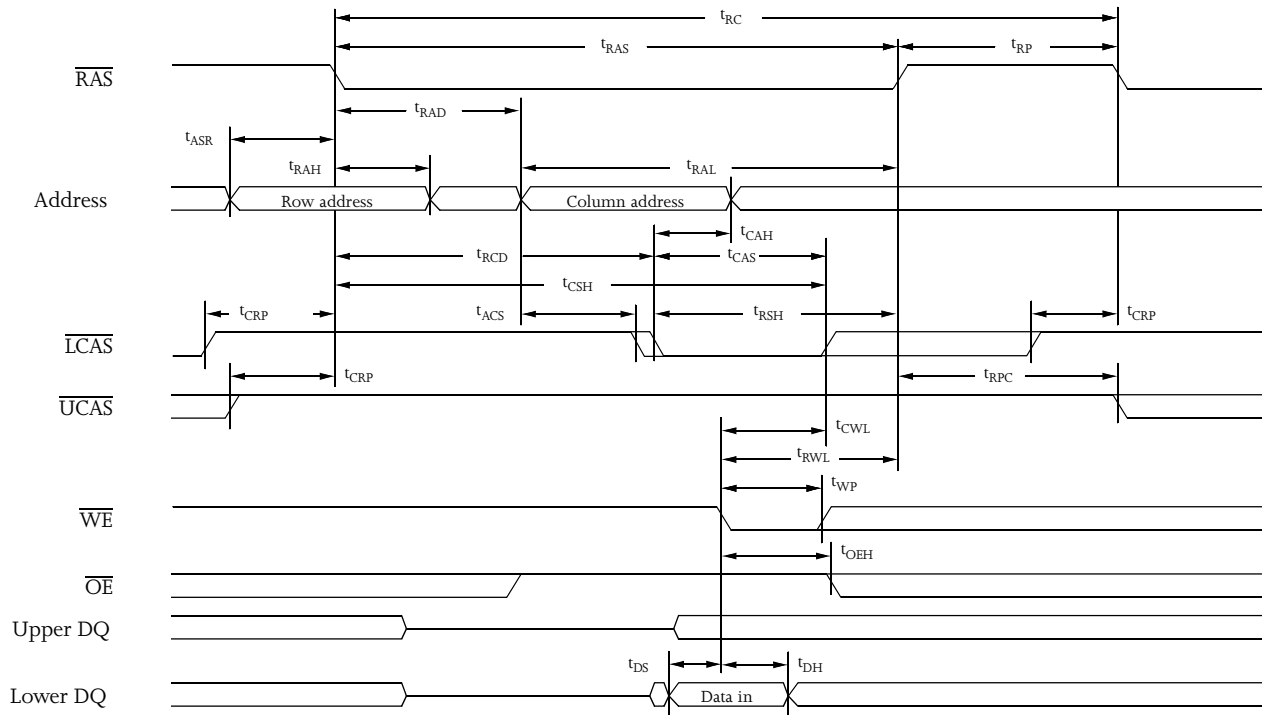 tRC
tRAS
tRP
RAS
tRAD
tASR
tRAH
tRAL
Address
Row address
Column address
tCAH
tRCD
tCAS
tCSH
tCRP
tACS
tRSH
tCRP
LCAS
tCRP
tRPC
UCAS
tCWL
tRWL
tWP
WE
tOEH
OE
Upper DQ
tDS
tDH
Lower DQ
Data in